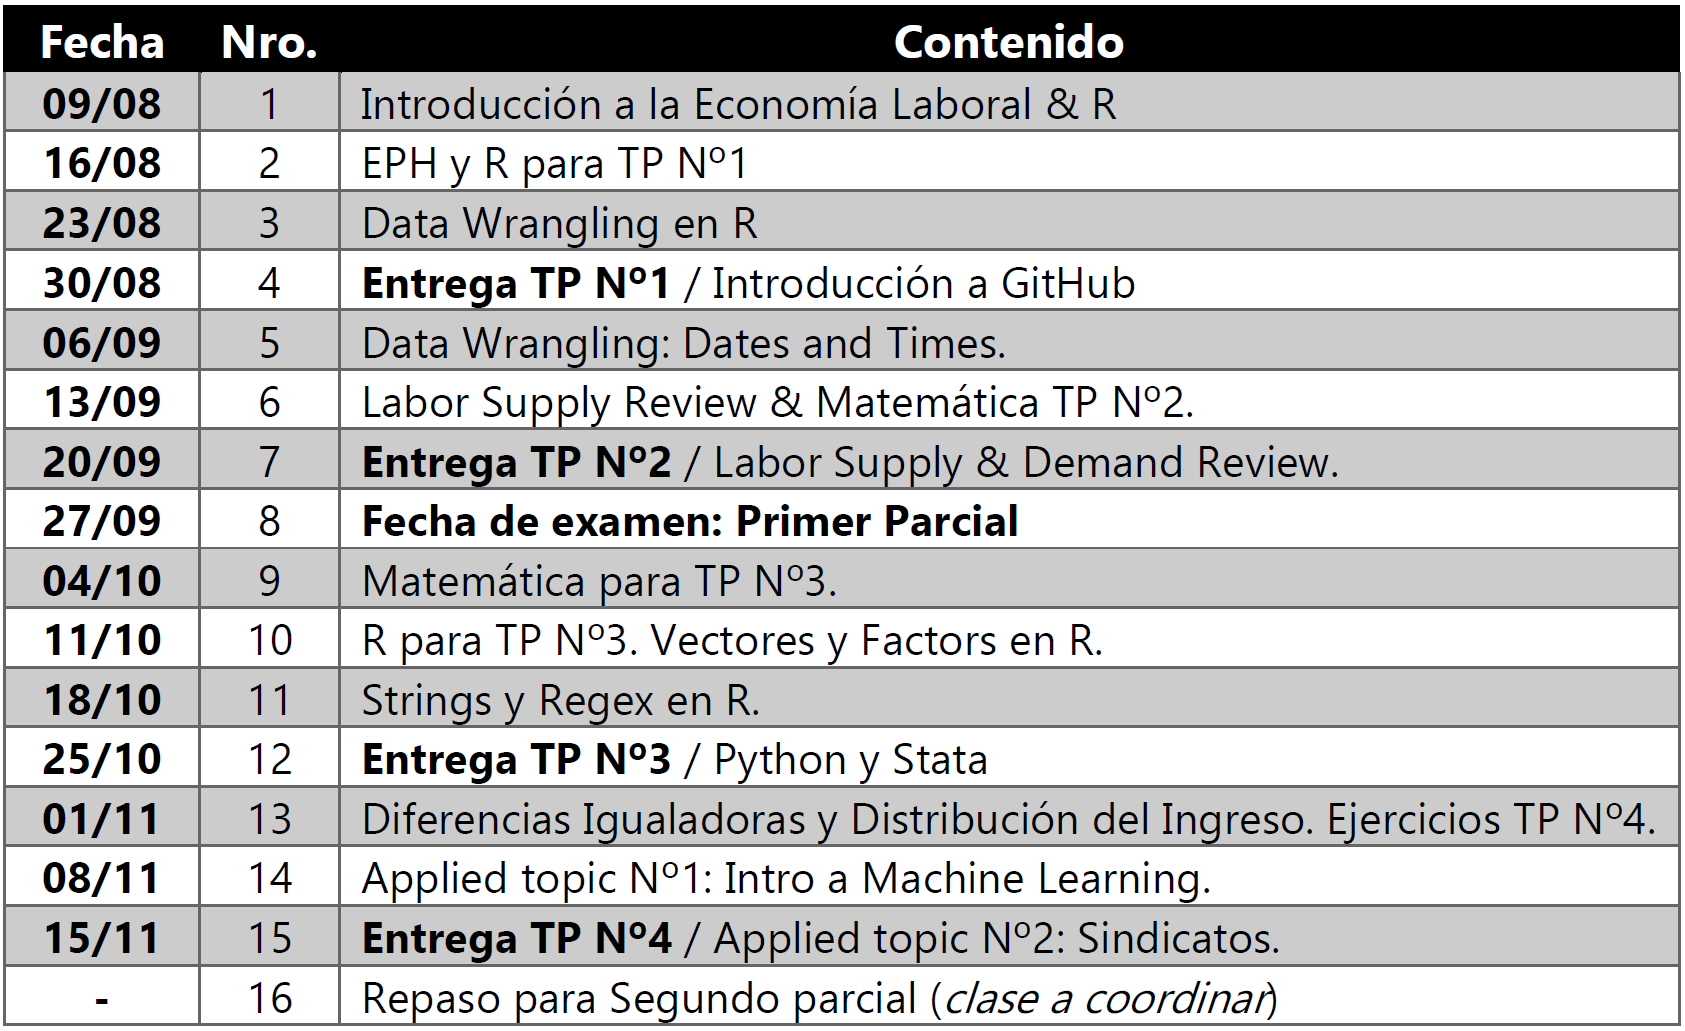 Fecha Nro. Contenido
09/08 1 Introducción a la Economía Laboral & R
16/08 2 EPH y R para TP Nº1
23/08 3 Data Wrangling en R
30/08 4 Entrega TP Nº1 / Introducción a GitHub
06/09 5 Data Wrangling: Dates and Times.
13/09 6 Labor Supply Review & Matemática TP Nº2.
20/09 7 Entrega TP Nº2 / Labor Supply & Demand Review.
27/09 8 Fecha de examen: Primer Parcial
04/10 9 Matemática para TP Nº3.
11/10 10 R para TP Nº3. Vectores y Factors en R.
18/10 11 Strings y Regex en R.
25/10 12 Entrega TP Nº3 / Python y Stata
01/11 13 Diferencias Igualadoras y Distribución del Ingreso. Ejercicios TP Nº4.
08/11 14 Applied topic Nº1: Intro a Machine Learning.
15/11 15 Entrega TP Nº4 / Applied topic Nº2: Sindicatos.
- 16 Repaso para Segundo parcial (clase a coordinar)